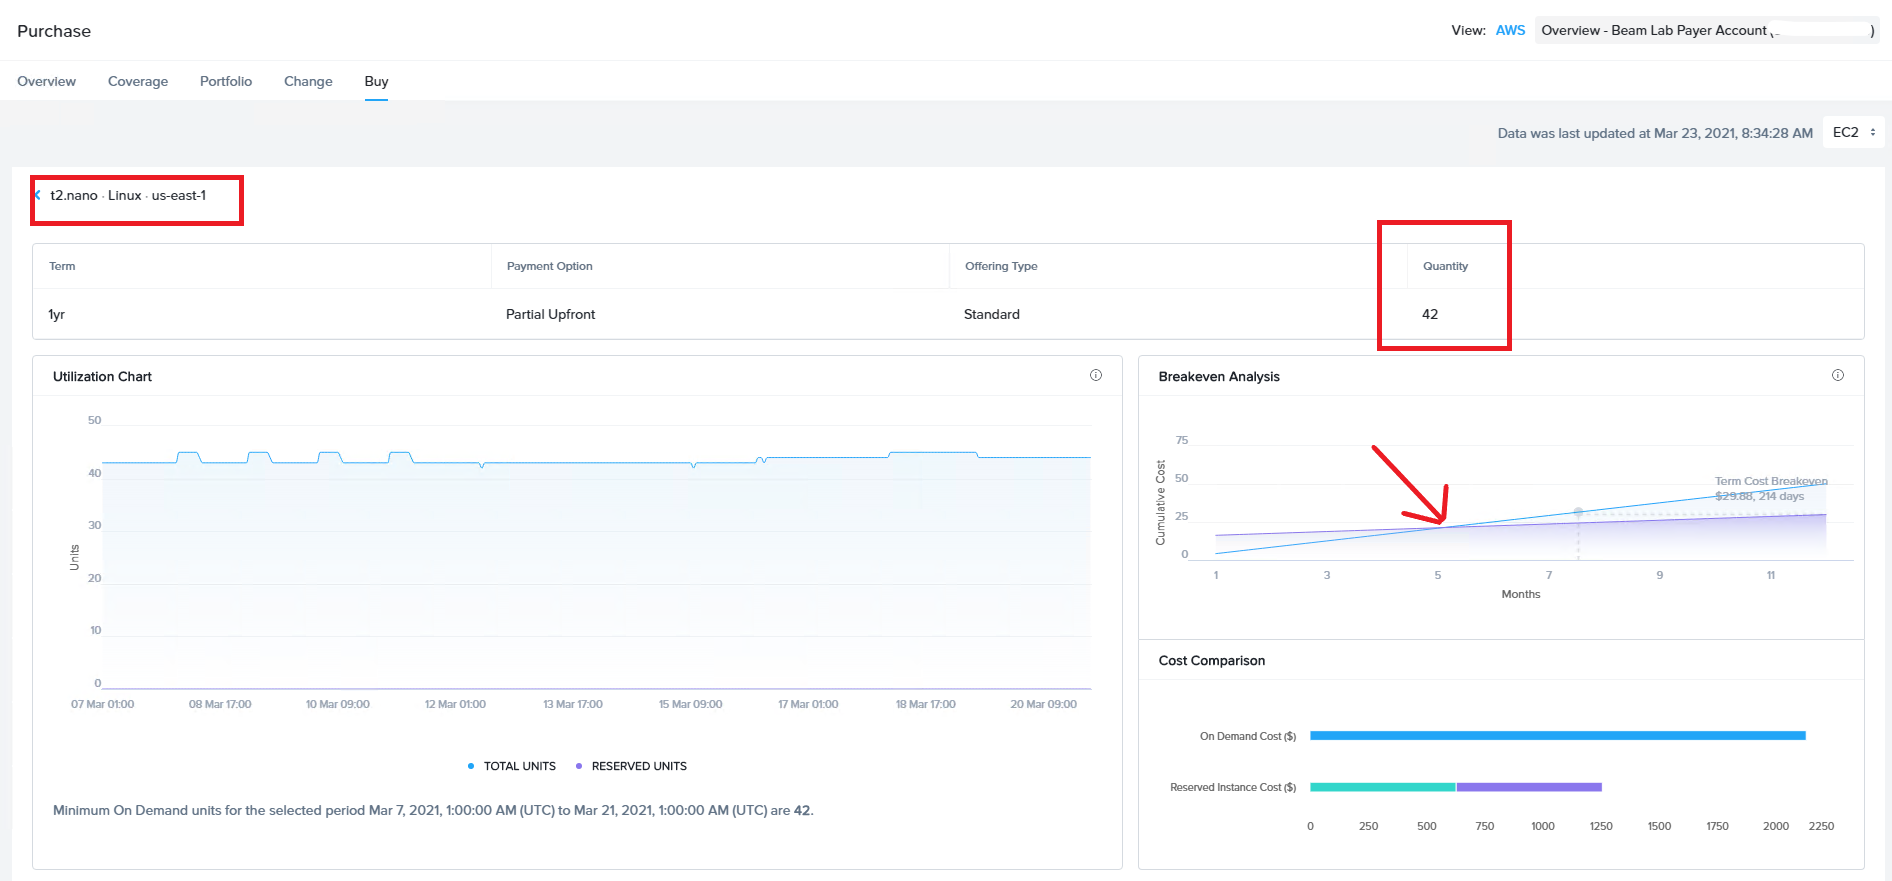 Purchase
View: AWS Overview - Beam Lab Payer Account ( )
Overview Coverage Portfolio Change Buy
Data was last updated at Mar 23, 2021, 8:34:28 AM EC2
t2.nano · Linux · us-east-1
Term Payment Option Offering Type Quantity
1yr Partial Upfront Standard 42
Utilization Chart
50
40
30
20
10
0
Units
07 Mar 01:00 08 Mar 17:00 10 Mar 09:00 12 Mar 01:00 13 Mar 17:00 15 Mar 09:00 17 Mar 01:00 18 Mar 17:00 20 Mar 09:00
TOTAL UNITS RESERVED UNITS
Minimum On Demand units for the selected period Mar 7, 2021, 1:00:00 AM (UTC) to Mar 21, 2021, 1:00:00 AM (UTC) are 42.
Breakeven Analysis
75
50
25
0
Cumulative Cost
Term Cost Breakeven
$29.88, 214 days
1 3 5 7 9 11
Months
Cost Comparison
On Demand Cost ($)
Reserved Instance Cost ($)
0 250 500 750 1000 1250 1500 1750 2000 2250